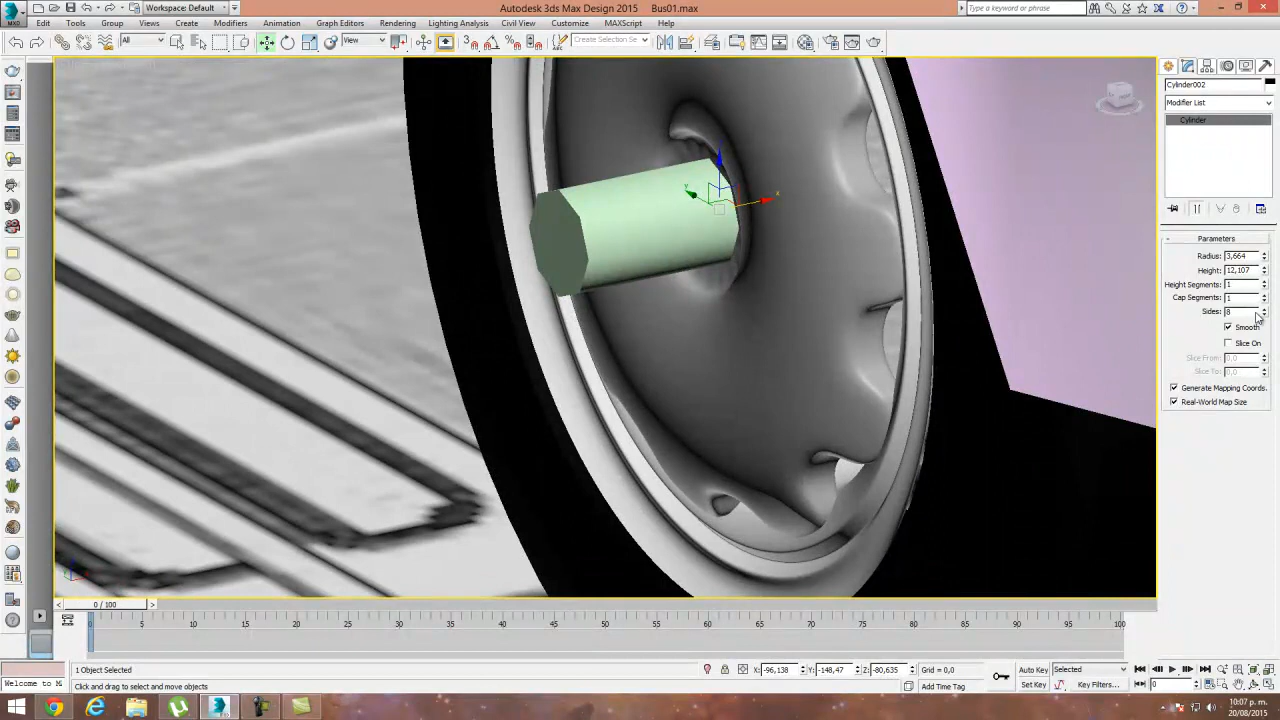 Workspace: Default
Autodesk 3ds Max Design 2015   Bus01.max
Type a keyword or phrase
Edit Tools Group Views Create Modifiers Animation Graph Editors Rendering Lighting Analysis Civil View Customize MAXScript Help
All
View
Create Selection Se
Cylinder002
Modifier List
Cylinder
Parameters
Radius: 3,664
Height: 12,107
Height Segments: 1
Cap Segments: 1
Sides: 8
Smooth
Slice On
Slice From: 0,0
Slice To: 0,0
Generate Mapping Coords.
Real-World Map Size
0 / 100
0 5 10 15 20 25 30 35 40 45 50 55 60 65 70 75 80 85 90 95 100
1 Object Selected
X: -96,138 Y: -148,47 Z: -80,635 Grid = 0,0
Auto Key Selected
Welcome to M
Click and drag to select and move objects
Add Time Tag
Set Key Key Filters...
0
10:07 p. m.
20/08/2015